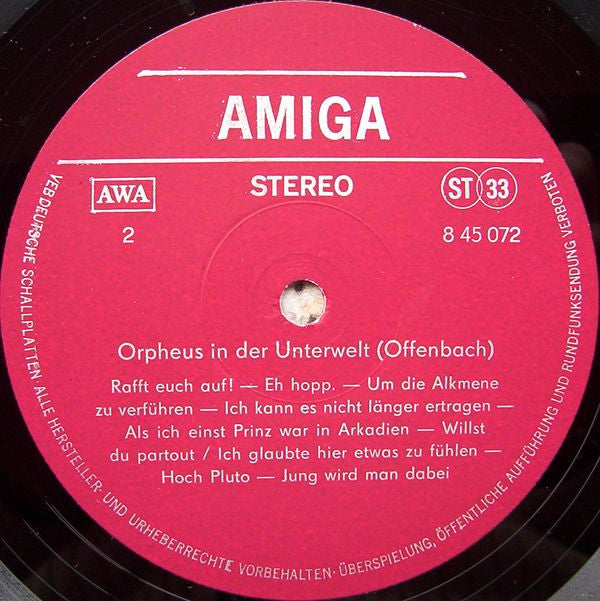 AMIGA
AWA
STEREO
ST 33
2
8 45 072
Orpheus in der Unterwelt (Offenbach)
Rafft euch auf! — Eh hopp. — Um die Alkmene
zu verführen — Ich kann es nicht länger ertragen —
Als ich einst Prinz war in Arkadien — Willst
du partout / Ich glaubte hier etwas zu fühlen —
Hoch Pluto — Jung wird man dabei
VEB DEUTSCHE SCHALLPLATTEN · ALLE HERSTELLER- UND URHEBERRECHTE VORBEHALTEN · ÜBERSPIELUNG, ÖFFENTLICHE AUFFÜHRUNG UND RUNDFUNKSENDUNG VERBOTEN